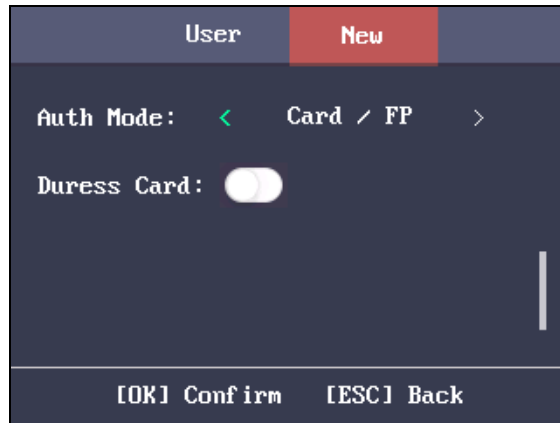 User New
Auth Mode: < Card / FP >
Duress Card:
[OK] Confirm [ESC] Back